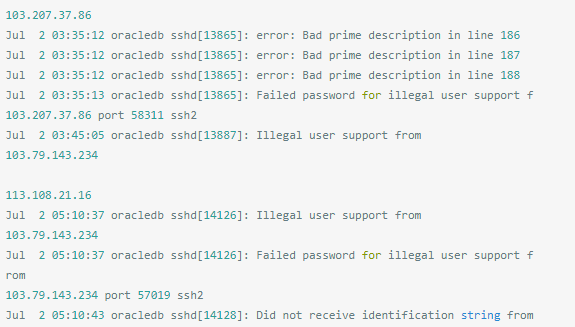 103.207.37.86
Jul  2 03:35:12 oracledb sshd[13865]: error: Bad prime description in line 186
Jul  2 03:35:12 oracledb sshd[13865]: error: Bad prime description in line 187
Jul  2 03:35:12 oracledb sshd[13865]: error: Bad prime description in line 188
Jul  2 03:35:13 oracledb sshd[13865]: Failed password for illegal user support f
103.207.37.86 port 58311 ssh2
Jul  2 03:45:05 oracledb sshd[13887]: Illegal user support from
103.79.143.234
113.108.21.16
Jul  2 05:10:37 oracledb sshd[14126]: Illegal user support from
103.79.143.234
Jul  2 05:10:37 oracledb sshd[14126]: Failed password for illegal user support f
rom
103.79.143.234 port 57019 ssh2
Jul  2 05:10:43 oracledb sshd[14128]: Did not receive identification string from